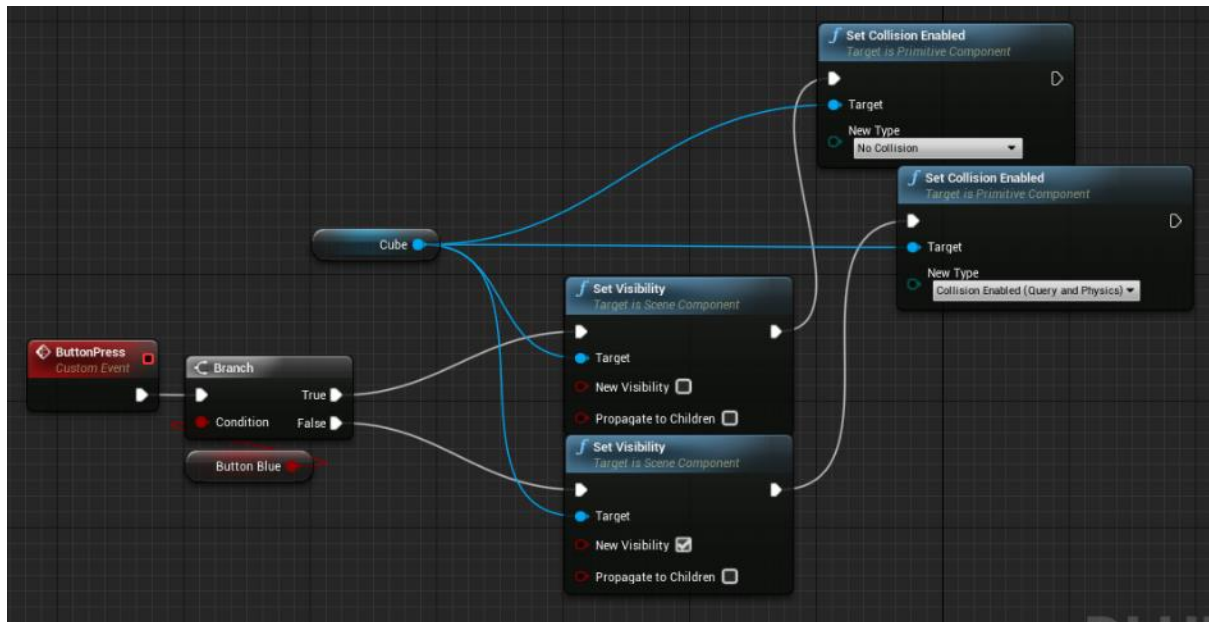 Set Collision Enabled
Target is Primitive Component
Target
New Type
No Collision
Set Collision Enabled
Target is Primitive Component
Target
New Type
Collision Enabled (Query and Physics)
Cube
Set Visibility
Target is Scene Component
Target
New Visibility
Propagate to Children
ButtonPress
Custom Event
Branch
True
Condition
False
Button Blue
Set Visibility
Target is Scene Component
Target
New Visibility
Propagate to Children